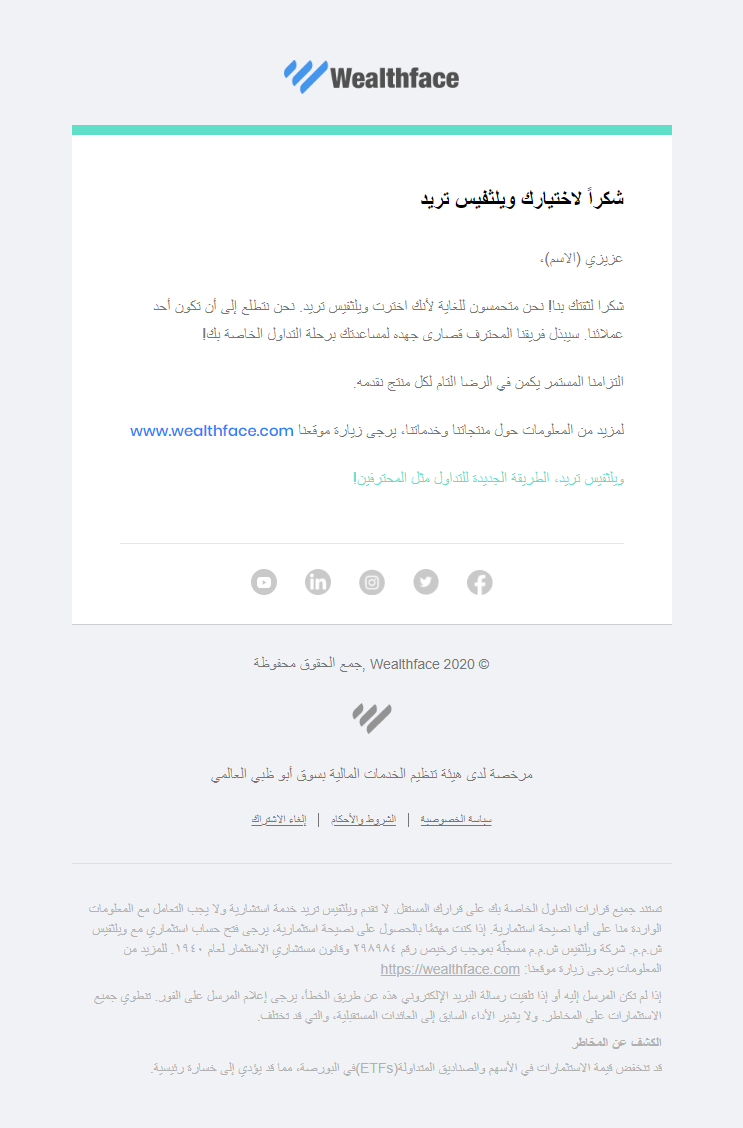 Wealthface
شكراً لاختيارك ويلثفيس تريد
عزيزي (الاسم)،
شكرا لثقتك بنا! نحن متحمسون للغاية لأنك اخترت ويلثفيس تريد. نحن نتطلع إلى أن تكون أحد
عملائنا. سيبذل فريقنا المحترف قصارى جهده لمساعدتك برحلة التداول الخاصة بك!
التزامنا المستمر يكمن في الرضا التام لكل منتج نقدمه.
لمزيد من المعلومات حول منتجاتنا وخدماتنا، يرجى زيارة موقعنا www.wealthface.com
ويلثفيس تريد، الطريقة الجديدة للتداول مثل المحترفين!
© Wealthface 2020 ,جمع الحقوق محفوظة
مرخصة لدى هيئة تنظيم الخدمات المالية بسوق أبو ظبي العالمي
سياسة الخصوصية | الشروط والأحكام | إلغاء الاشتراك
تستند جميع قرارات التداول الخاصة بك على قرارك المستقل. لا تقدم ويلثفيس تريد خدمة استشارية ولا يجب التعامل مع المعلومات
الواردة منا على أنها نصيحة استثمارية. إذا كنت مهتمًا بالحصول على نصيحة استثمارية، يرجى فتح حساب استثماري مع ويلثفيس
ش.م.م. شركة ويلثفيس ش.م.م مسجلّة بموجب ترخيص رقم ٢٩٨٩٨٤ وقانون مستشاري الاستثمار لعام ١٩٤٠. للمزيد من
المعلومات يرجى زيارة موقعنا: https://wealthface.com
إذا لم تكن المرسل إليه أو إذا تلقيت رسالة البريد الإلكتروني هذه عن طريق الخطأ، يرجى إعلام المرسل على الفور. تنطوي جميع
الاستثمارات على المخاطر. ولا يشير الأداء السابق إلى العائدات المستقبلية، والتي قد تختلف.
الكشف عن المخاطر
قد تنخفض قيمة الاستثمارات في الأسهم والصناديق المتداولة(ETFs)في البورصة، مما قد يؤدي إلى خسارة رئيسية.